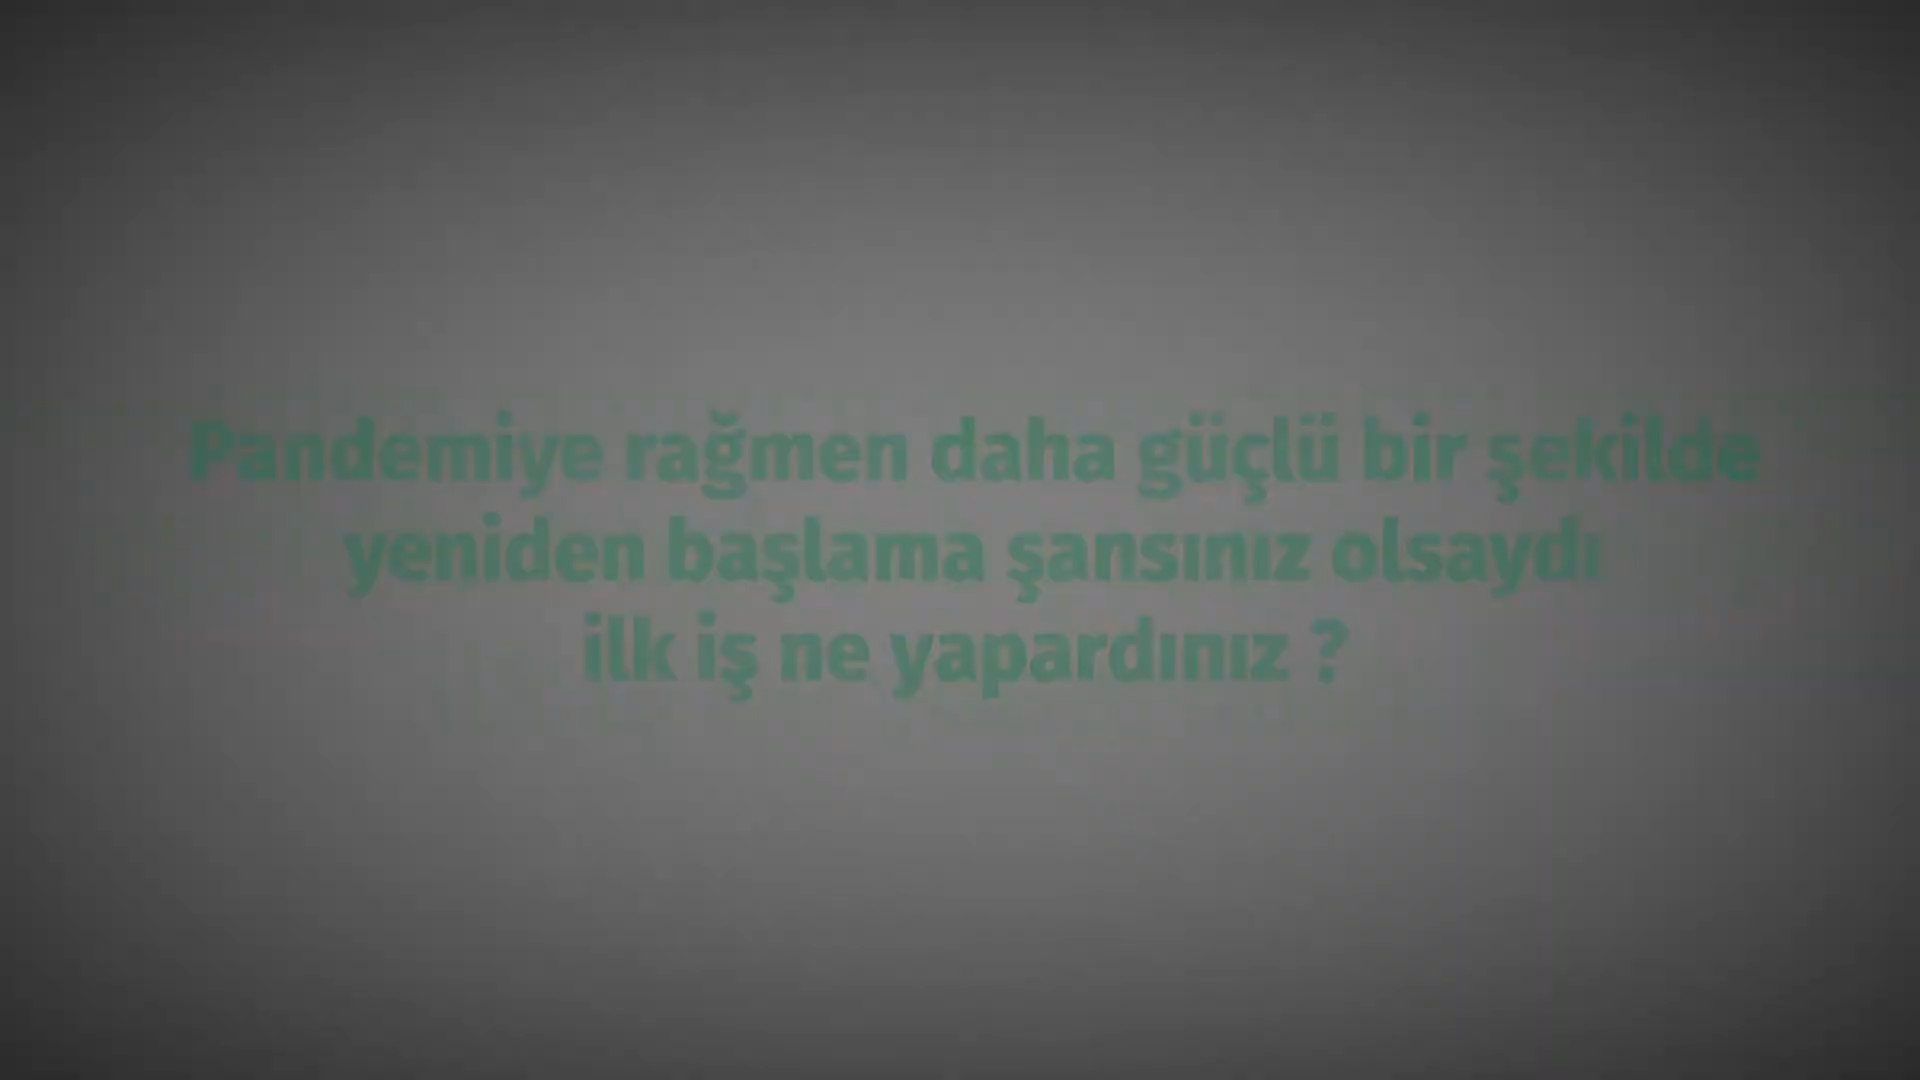 Pandemiye rağmen daha güçlü bir şekilde
yeniden başlama şansınız olsaydı
ilk iş ne yapardınız ?